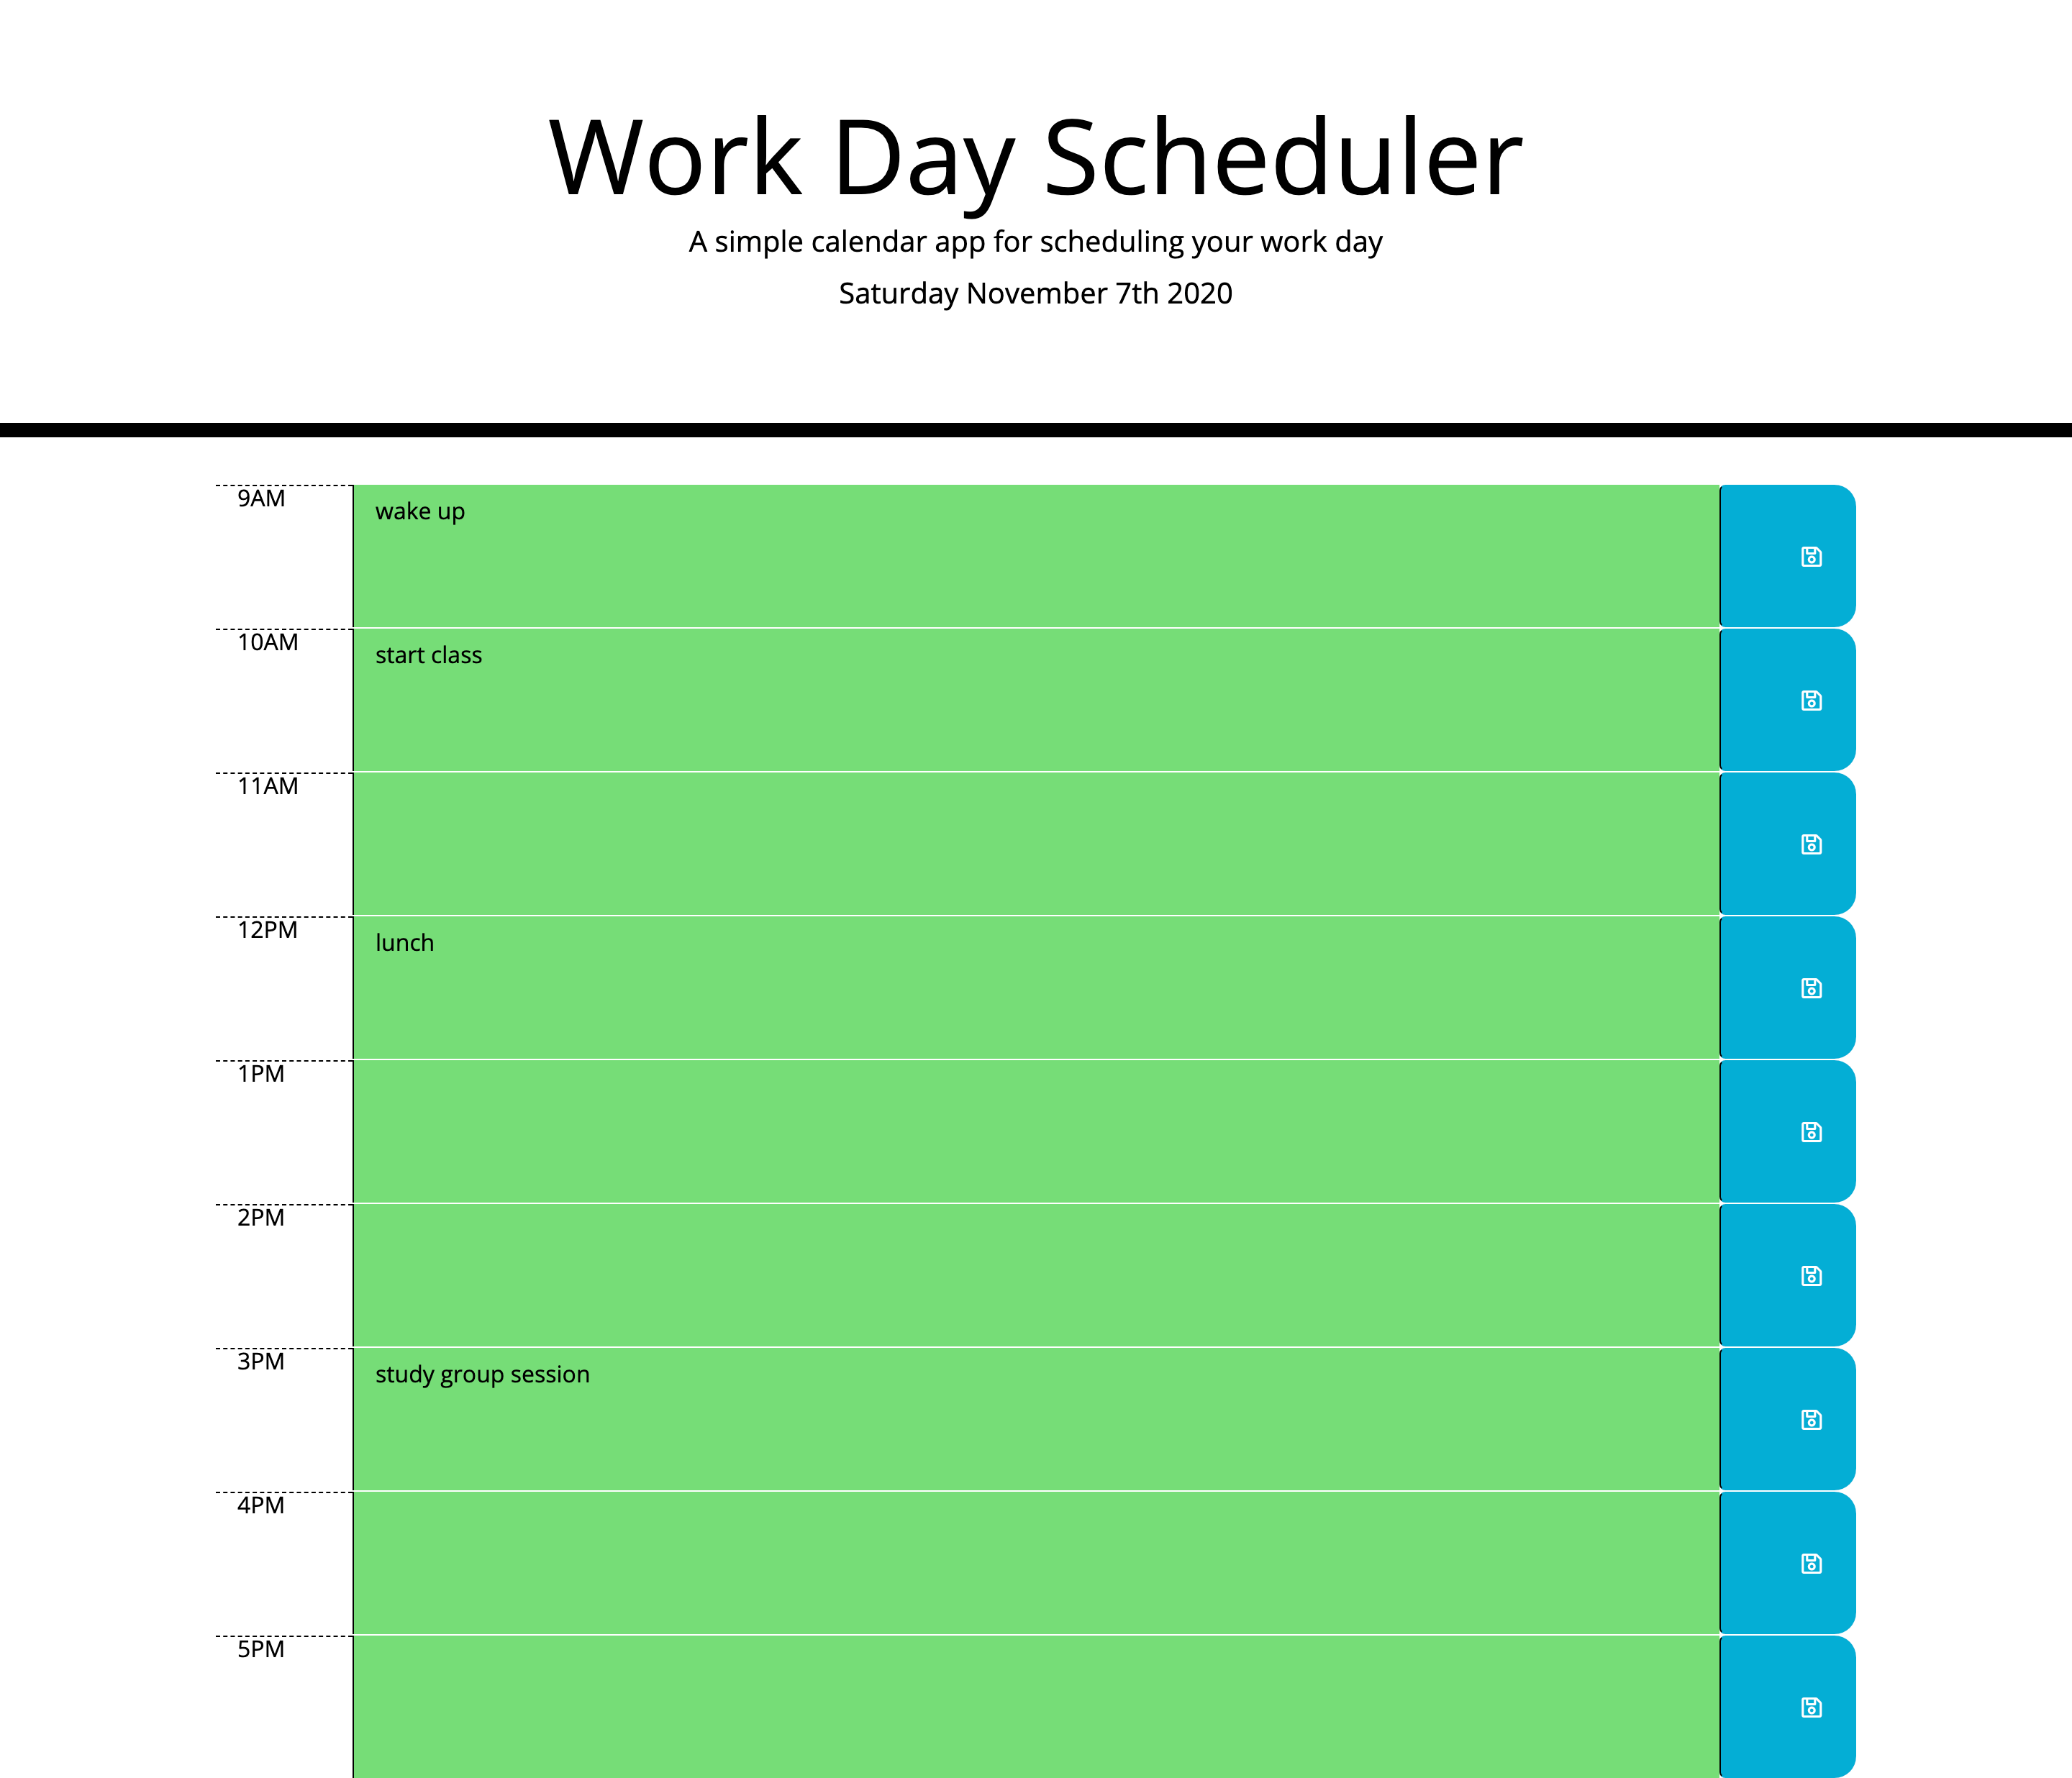 Work Day Scheduler
A simple calendar app for scheduling your work day
Saturday November 7th 2020
9AM
wake up
10AM
start class
11AM
12PM
lunch
1PM
2PM
3PM
study group session
4PM
5PM